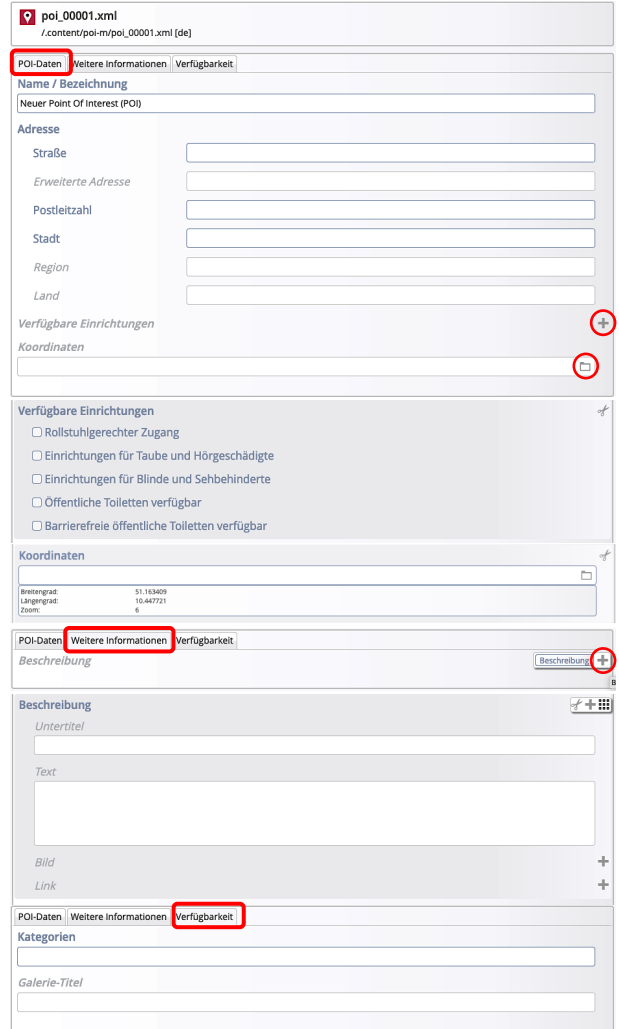 poi_00001.xml
/.content/poi-m/poi_00001.xml [de]
POI-Daten Weitere Informationen Verfügbarkeit
Name / Bezeichnung
Neuer Point Of Interest (POI)
Adresse
Straße
Erweiterte Adresse
Postleitzahl
Stadt
Region
Land
Verfügbare Einrichtungen
Koordinaten
Verfügbare Einrichtungen
Rollstuhlgerechter Zugang
Einrichtungen für Taube und Hörgeschädigte
Einrichtungen für Blinde und Sehbehinderte
Öffentliche Toiletten verfügbar
Barrierefreie öffentliche Toiletten verfügbar
Koordinaten
Breitengrad: 51.163409
Längengrad: 10.447721
Zoom: 6
POI-Daten Weitere Informationen Verfügbarkeit
Beschreibung Beschreibung
B
Beschreibung
Untertitel
Text
Bild
Link
POI-Daten Weitere Informationen Verfügbarkeit
Kategorien
Galerie-Titel